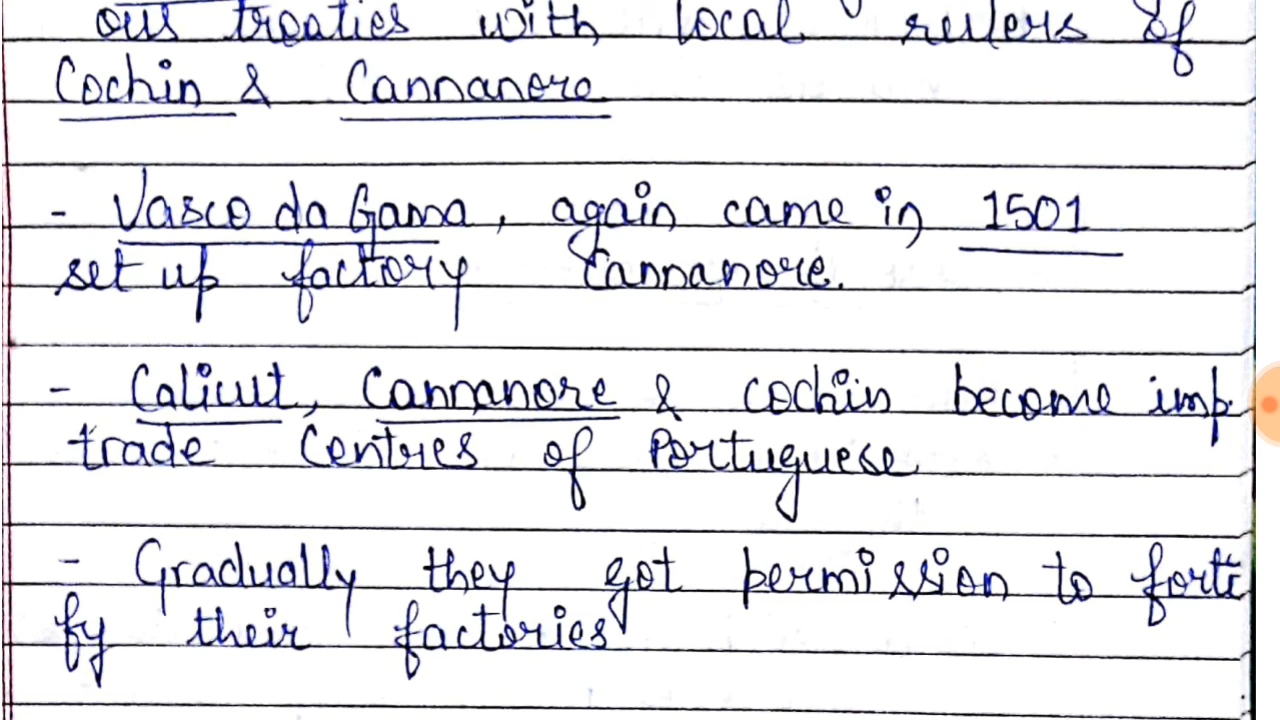 ous treaties with local rulers of
Cochin & Cannanore
- Vasco da Gama, again came in 1501
set up factory Cannanore.
- Calicut, Cannanore & cochin become imp.
trade Centres of Portuguese
- Gradually they got permission to forti
fy their factories